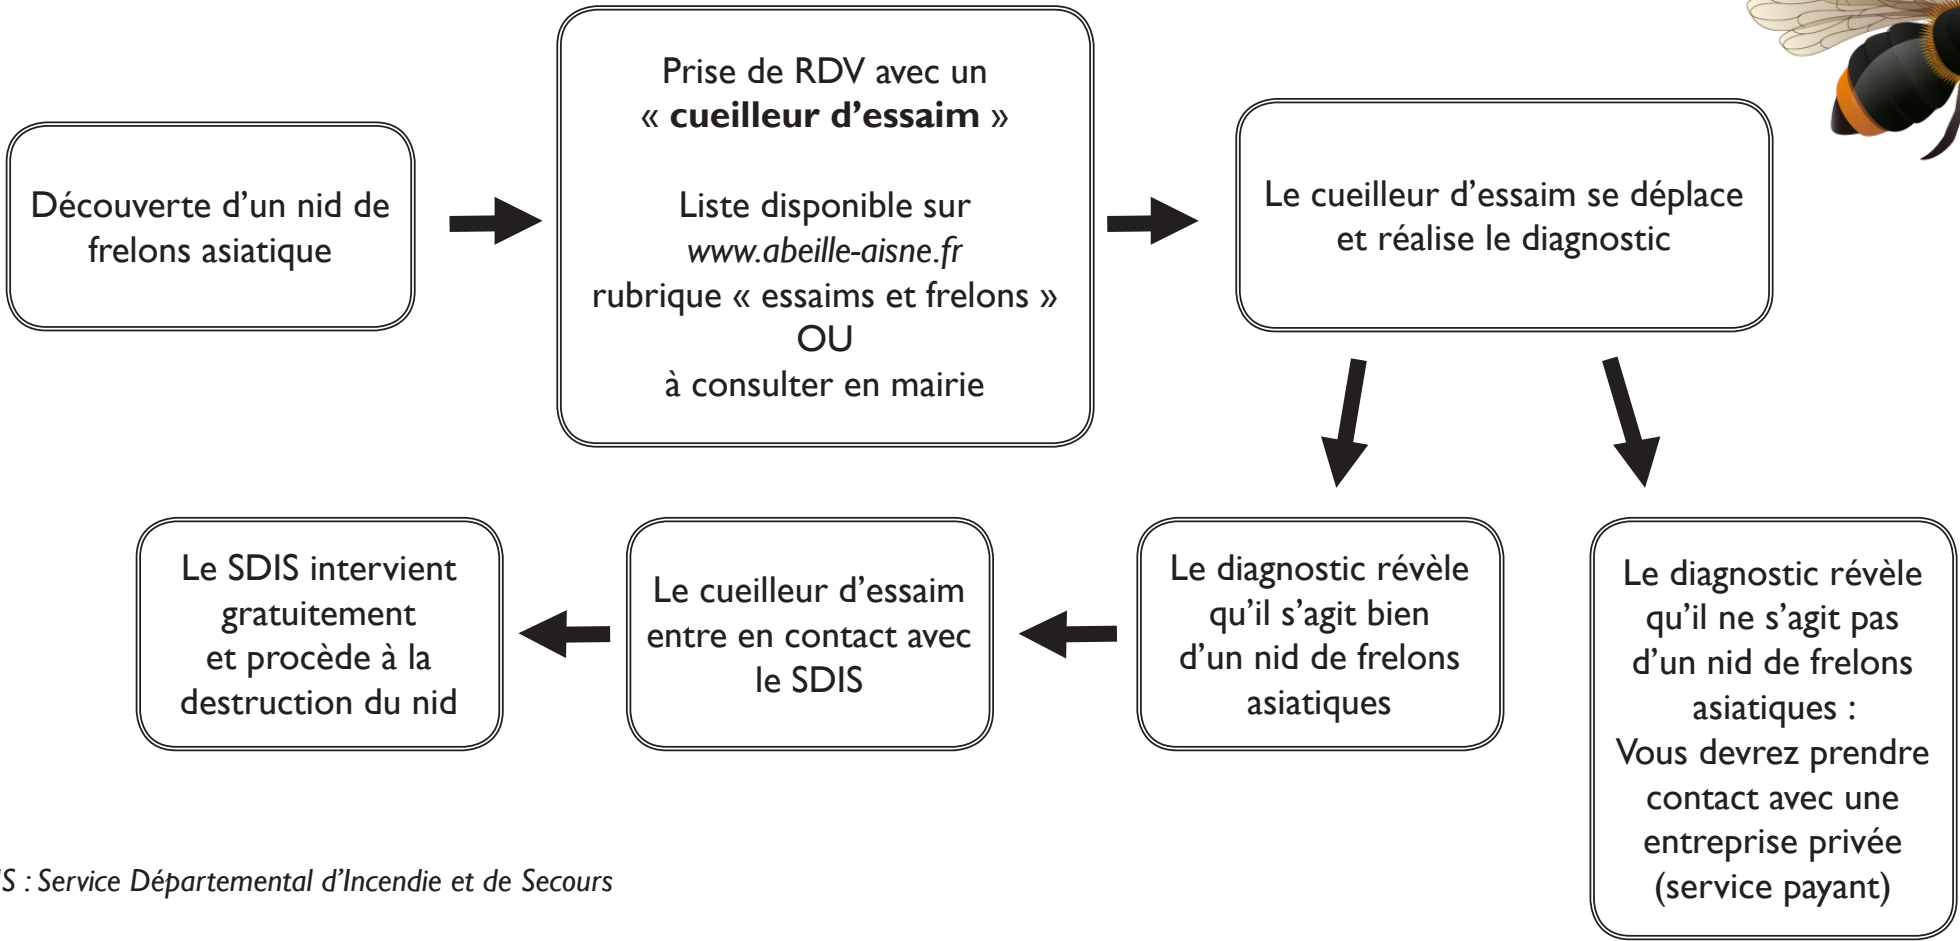 Découverte d'un nid de
frelons asiatique
Prise de RDV avec un
« cueilleur d'essaim »
Liste disponible sur
www.abeille-aisne.fr
rubrique « essaims et frelons »
OU
à consulter en mairie
Le cueilleur d'essaim se déplace
et réalise le diagnostic
Le diagnostic révèle
qu'il s'agit bien
d'un nid de frelons
asiatiques
Le cueilleur d'essaim
entre en contact avec
le SDIS
Le SDIS intervient
gratuitement
et procède à la
destruction du nid
Le diagnostic révèle
qu'il ne s'agit pas
d'un nid de frelons
asiatiques :
Vous devrez prendre
contact avec une
entreprise privée
(service payant)
IS : Service Départemental d'Incendie et de Secours